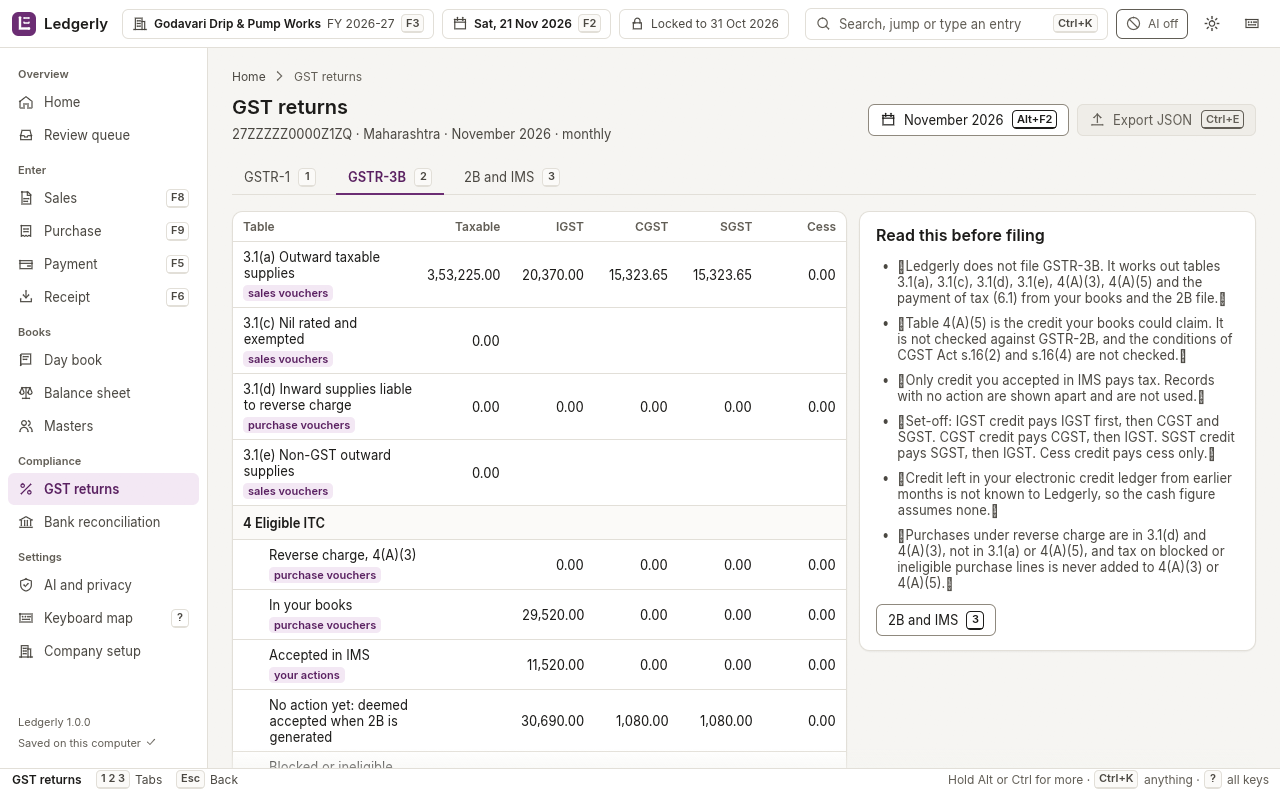 Ledgerly
Godavari Drip & Pump Works FY 2026-27 F3
Sat, 21 Nov 2026 F2
Locked to 31 Oct 2026
Search, jump or type an entry Ctrl+K
AI off
Overview
Home
Review queue
Enter
Sales F8
Purchase F9
Payment F5
Receipt F6
Books
Day book
Balance sheet
Masters
Compliance
GST returns
Bank reconciliation
Settings
AI and privacy
Keyboard map ?
Company setup
Ledgerly 1.0.0
Saved on this computer
Home > GST returns
GST returns
27ZZZZZ0000Z1ZQ · Maharashtra · November 2026 · monthly
November 2026 Alt+F2
Export JSON Ctrl+E
GSTR-1 1 GSTR-3B 2 2B and IMS 3
Table Taxable IGST CGST SGST Cess
3.1(a) Outward taxable
supplies 3,53,225.00 20,370.00 15,323.65 15,323.65 0.00
sales vouchers
3.1(c) Nil rated and
exempted 0.00
sales vouchers
3.1(d) Inward supplies liable
to reverse charge 0.00 0.00 0.00 0.00 0.00
purchase vouchers
3.1(e) Non-GST outward
supplies 0.00
sales vouchers
4 Eligible ITC
Reverse charge, 4(A)(3) 0.00 0.00 0.00 0.00
purchase vouchers
In your books 29,520.00 0.00 0.00 0.00
purchase vouchers
Accepted in IMS 11,520.00 0.00 0.00 0.00
your actions
No action yet: deemed
accepted when 2B is 30,690.00 1,080.00 1,080.00 0.00
generated
Blocked or ineligible
Read this before filing
• Ledgerly does not file GSTR-3B. It works out tables
3.1(a), 3.1(c), 3.1(d), 3.1(e), 4(A)(3), 4(A)(5) and the
payment of tax (6.1) from your books and the 2B file.
• Table 4(A)(5) is the credit your books could claim. It
is not checked against GSTR-2B, and the conditions of
CGST Act s.16(2) and s.16(4) are not checked.
• Only credit you accepted in IMS pays tax. Records
with no action are shown apart and are not used.
• Set-off: IGST credit pays IGST first, then CGST and
SGST. CGST credit pays CGST, then IGST. SGST credit
pays SGST, then IGST. Cess credit pays cess only.
• Credit left in your electronic credit ledger from earlier
months is not known to Ledgerly, so the cash figure
assumes none.
• Purchases under reverse charge are in 3.1(d) and
4(A)(3), not in 3.1(a) or 4(A)(5), and tax on blocked or
ineligible purchase lines is never added to 4(A)(3) or
4(A)(5).
2B and IMS 3
GST returns 1 2 3 Tabs Esc Back
Hold Alt or Ctrl for more · Ctrl+K anything · ? all keys